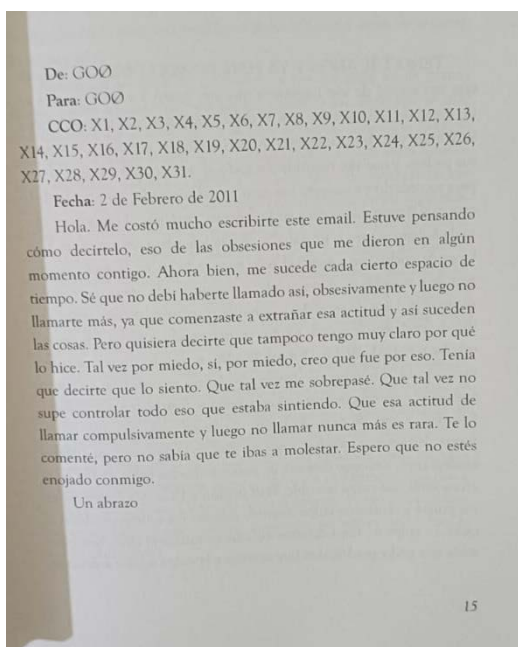 De: GOØ
Para: GOØ
CCO: X1, X2, X3, X4, X5, X6, X7, X8, X9, X10, X11, X12, X13,
X14, X15, X16, X17, X18, X19, X20, X21, X22, X23, X24, X25, X26,
X27, X28, X29, X30, X31.
Fecha: 2 de Febrero de 2011
Hola. Me costó mucho escribirte este email. Estuve pensando
cómo decírtelo, eso de las obsesiones que me dieron en algún
momento contigo. Ahora bien, me sucede cada cierto espacio de
tiempo. Sé que no debí haberte llamado así, obsesivamente y luego no
llamarte más, ya que comenzaste a extrañar esa actitud y así suceden
las cosas. Pero quisiera decirte que tampoco tengo muy claro por qué
lo hice. Tal vez por miedo, sí, por miedo, creo que fue por eso. Tenía
que decirte que lo siento. Que tal vez me sobrepasé. Que tal vez no
supe controlar todo eso que estaba sintiendo. Que esa actitud de
llamar compulsivamente y luego no llamar nunca más es rara. Te lo
comenté, pero no sabía que te ibas a molestar. Espero que no estés
enojado conmigo.
Un abrazo
15